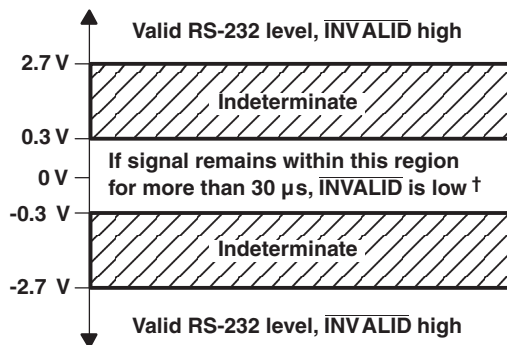 Valid RS-232 level, INVALID high
2.7 V
Indeterminate
0.3 V
If signal remains within this region
0 V
for more than 30 µs, INVALID is low †
-0.3 V
Indeterminate
-2.7 V
Valid RS-232 level, INVALID high